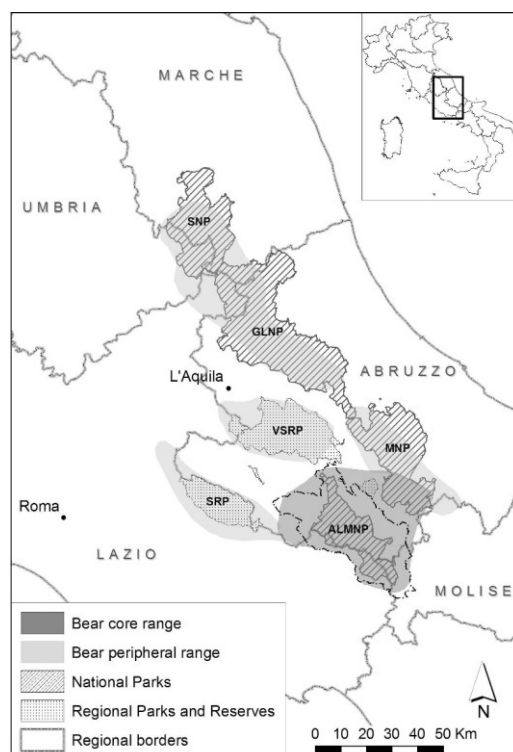 MARCHE
UMBRIA
SNP
GLNP
L'Aquila
ABRUZZO
VSRP
MNP
SRP
Roma
ALMNP
LAZIO
MOLISE
Bear core range
Bear peripheral range
National Parks
Regional Parks and Reserves
Regional borders
N
0 10 20 30 40 50 Km